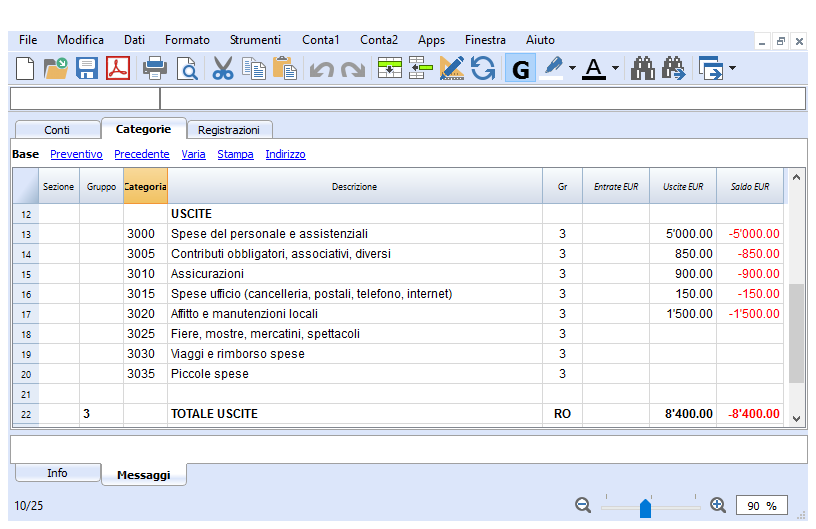 File Modifica Dati Formato Strumenti Conta1 Conta2 Apps Finestra Aiuto
G A
Conti Categorie Registrazioni
Base Preventivo Precedente Varia Stampa Indirizzo
Sezione Gruppo Categoria Descrizione Gr Entrate EUR Uscite EUR Saldo EUR
12 USCITE
13 3000 Spese del personale e assistenziali 3 5'000.00 -5'000.00
14 3005 Contributi obbligatori, associativi, diversi 3 850.00 -850.00
15 3010 Assicurazioni 3 900.00 -900.00
16 3015 Spese ufficio (cancelleria, postali, telefono, internet) 3 150.00 -150.00
17 3020 Affitto e manutenzioni locali 3 1'500.00 -1'500.00
18 3025 Fiere, mostre, mercatini, spettacoli 3
19 3030 Viaggi e rimborso spese 3
20 3035 Piccole spese 3
21
22 3 TOTALE USCITE RO 8'400.00 -8'400.00
Info Messaggi
10/25 90 %